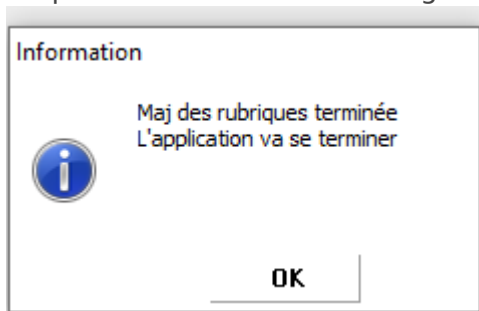 Information
Maj des rubriques terminée
L'application va se terminer
OK